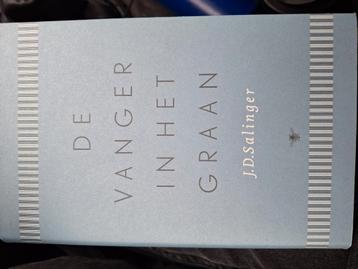 DE
VANGER
IN HET
GRAAN
J.D. Salinger